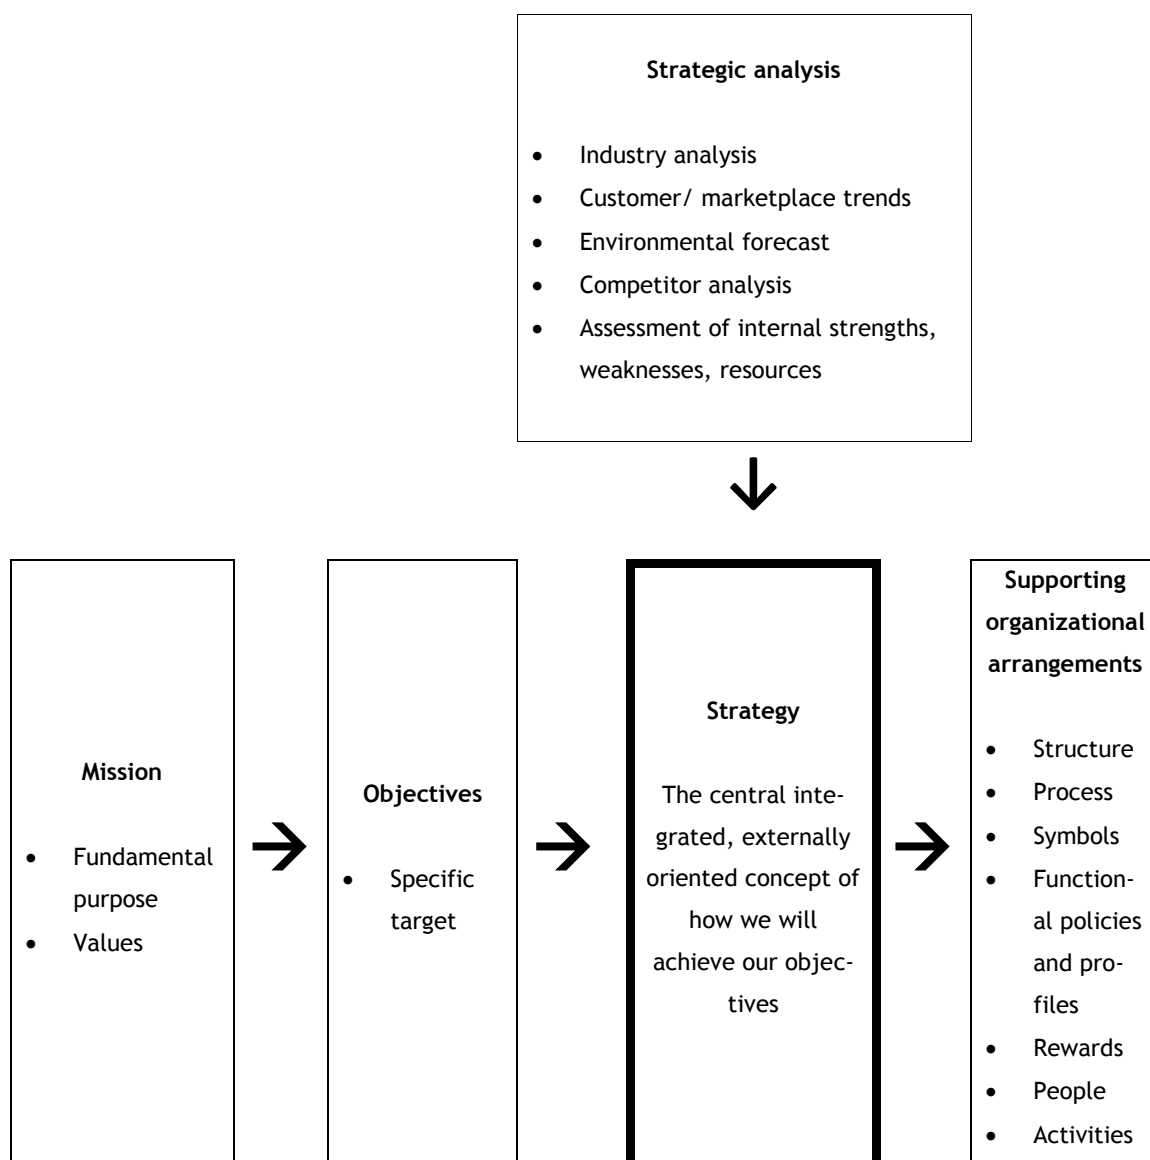 Strategic analysis
• Industry analysis
• Customer/ marketplace trends
• Environmental forecast
• Competitor analysis
• Assessment of internal strengths,
weaknesses, resources
Mission
• Fundamental
purpose
• Values
Objectives
• Specific
target
Strategy
The central inte-
grated, externally
oriented concept of
how we will
achieve our objec-
tives
Supporting
organizational
arrangements
• Structure
• Process
• Symbols
• Function-
al policies
and pro-
files
• Rewards
• People
• Activities